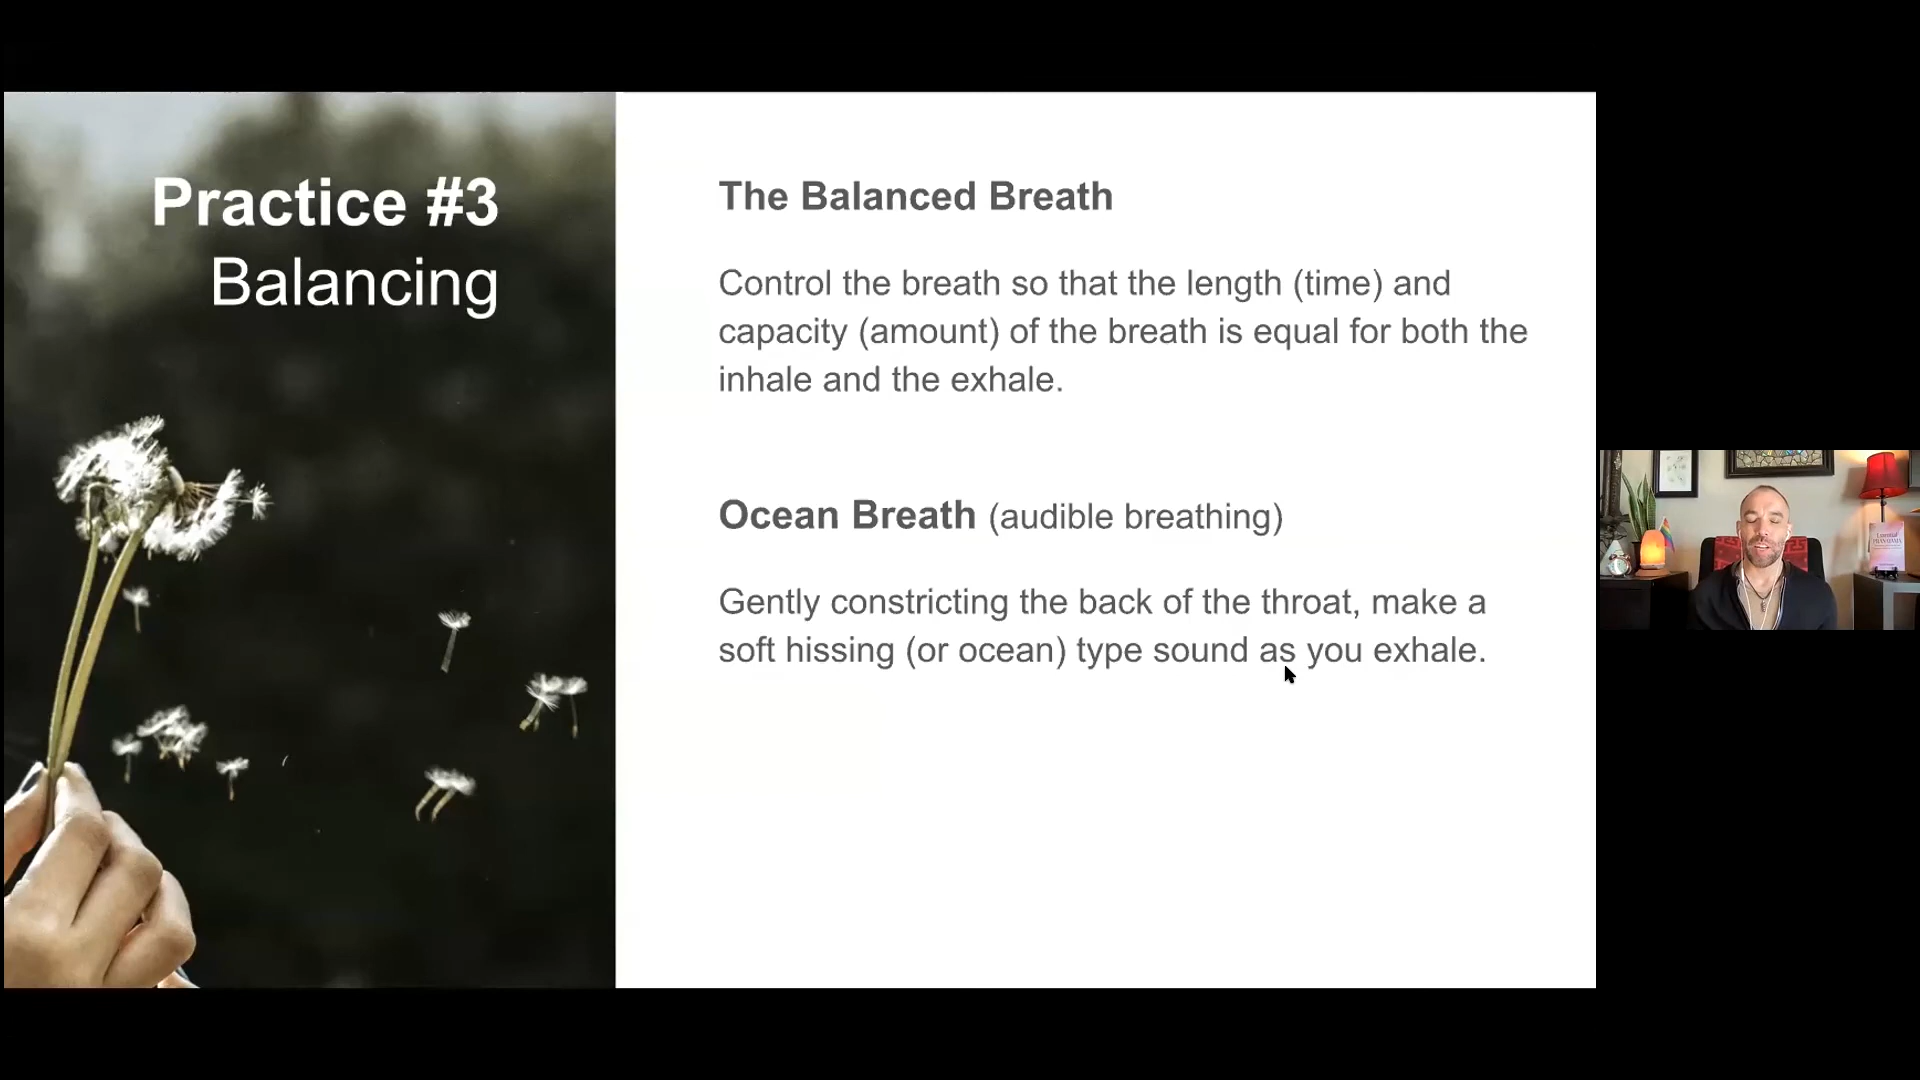 Practice #3
Balancing
The Balanced Breath
Control the breath so that the length (time) and
capacity (amount) of the breath is equal for both the
inhale and the exhale.
Ocean Breath (audible breathing)
Gently constricting the back of the throat, make a
soft hissing (or ocean) type sound as you exhale.
Essential
PRANAYAMA